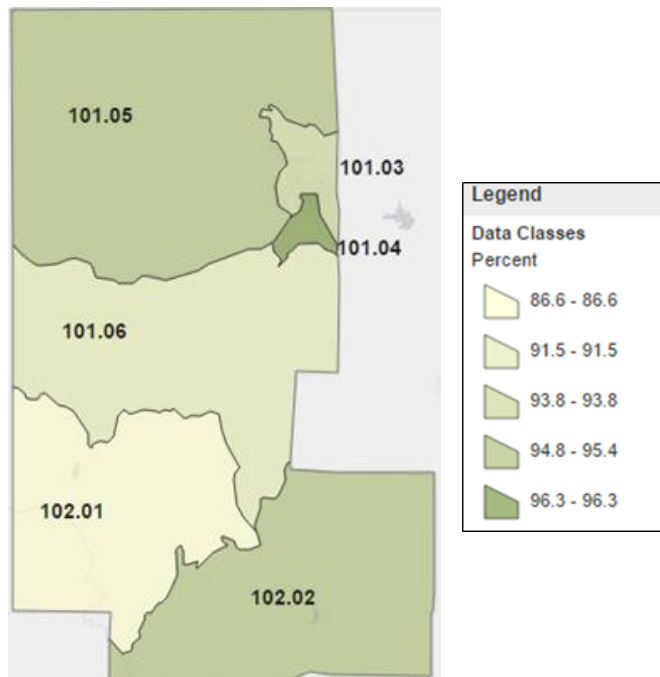 101.05
101.03
101.04
101.06
102.01
102.02
Legend
Data Classes
Percent
86.6 - 86.6
91.5 - 91.5
93.8 - 93.8
94.8 - 95.4
96.3 - 96.3